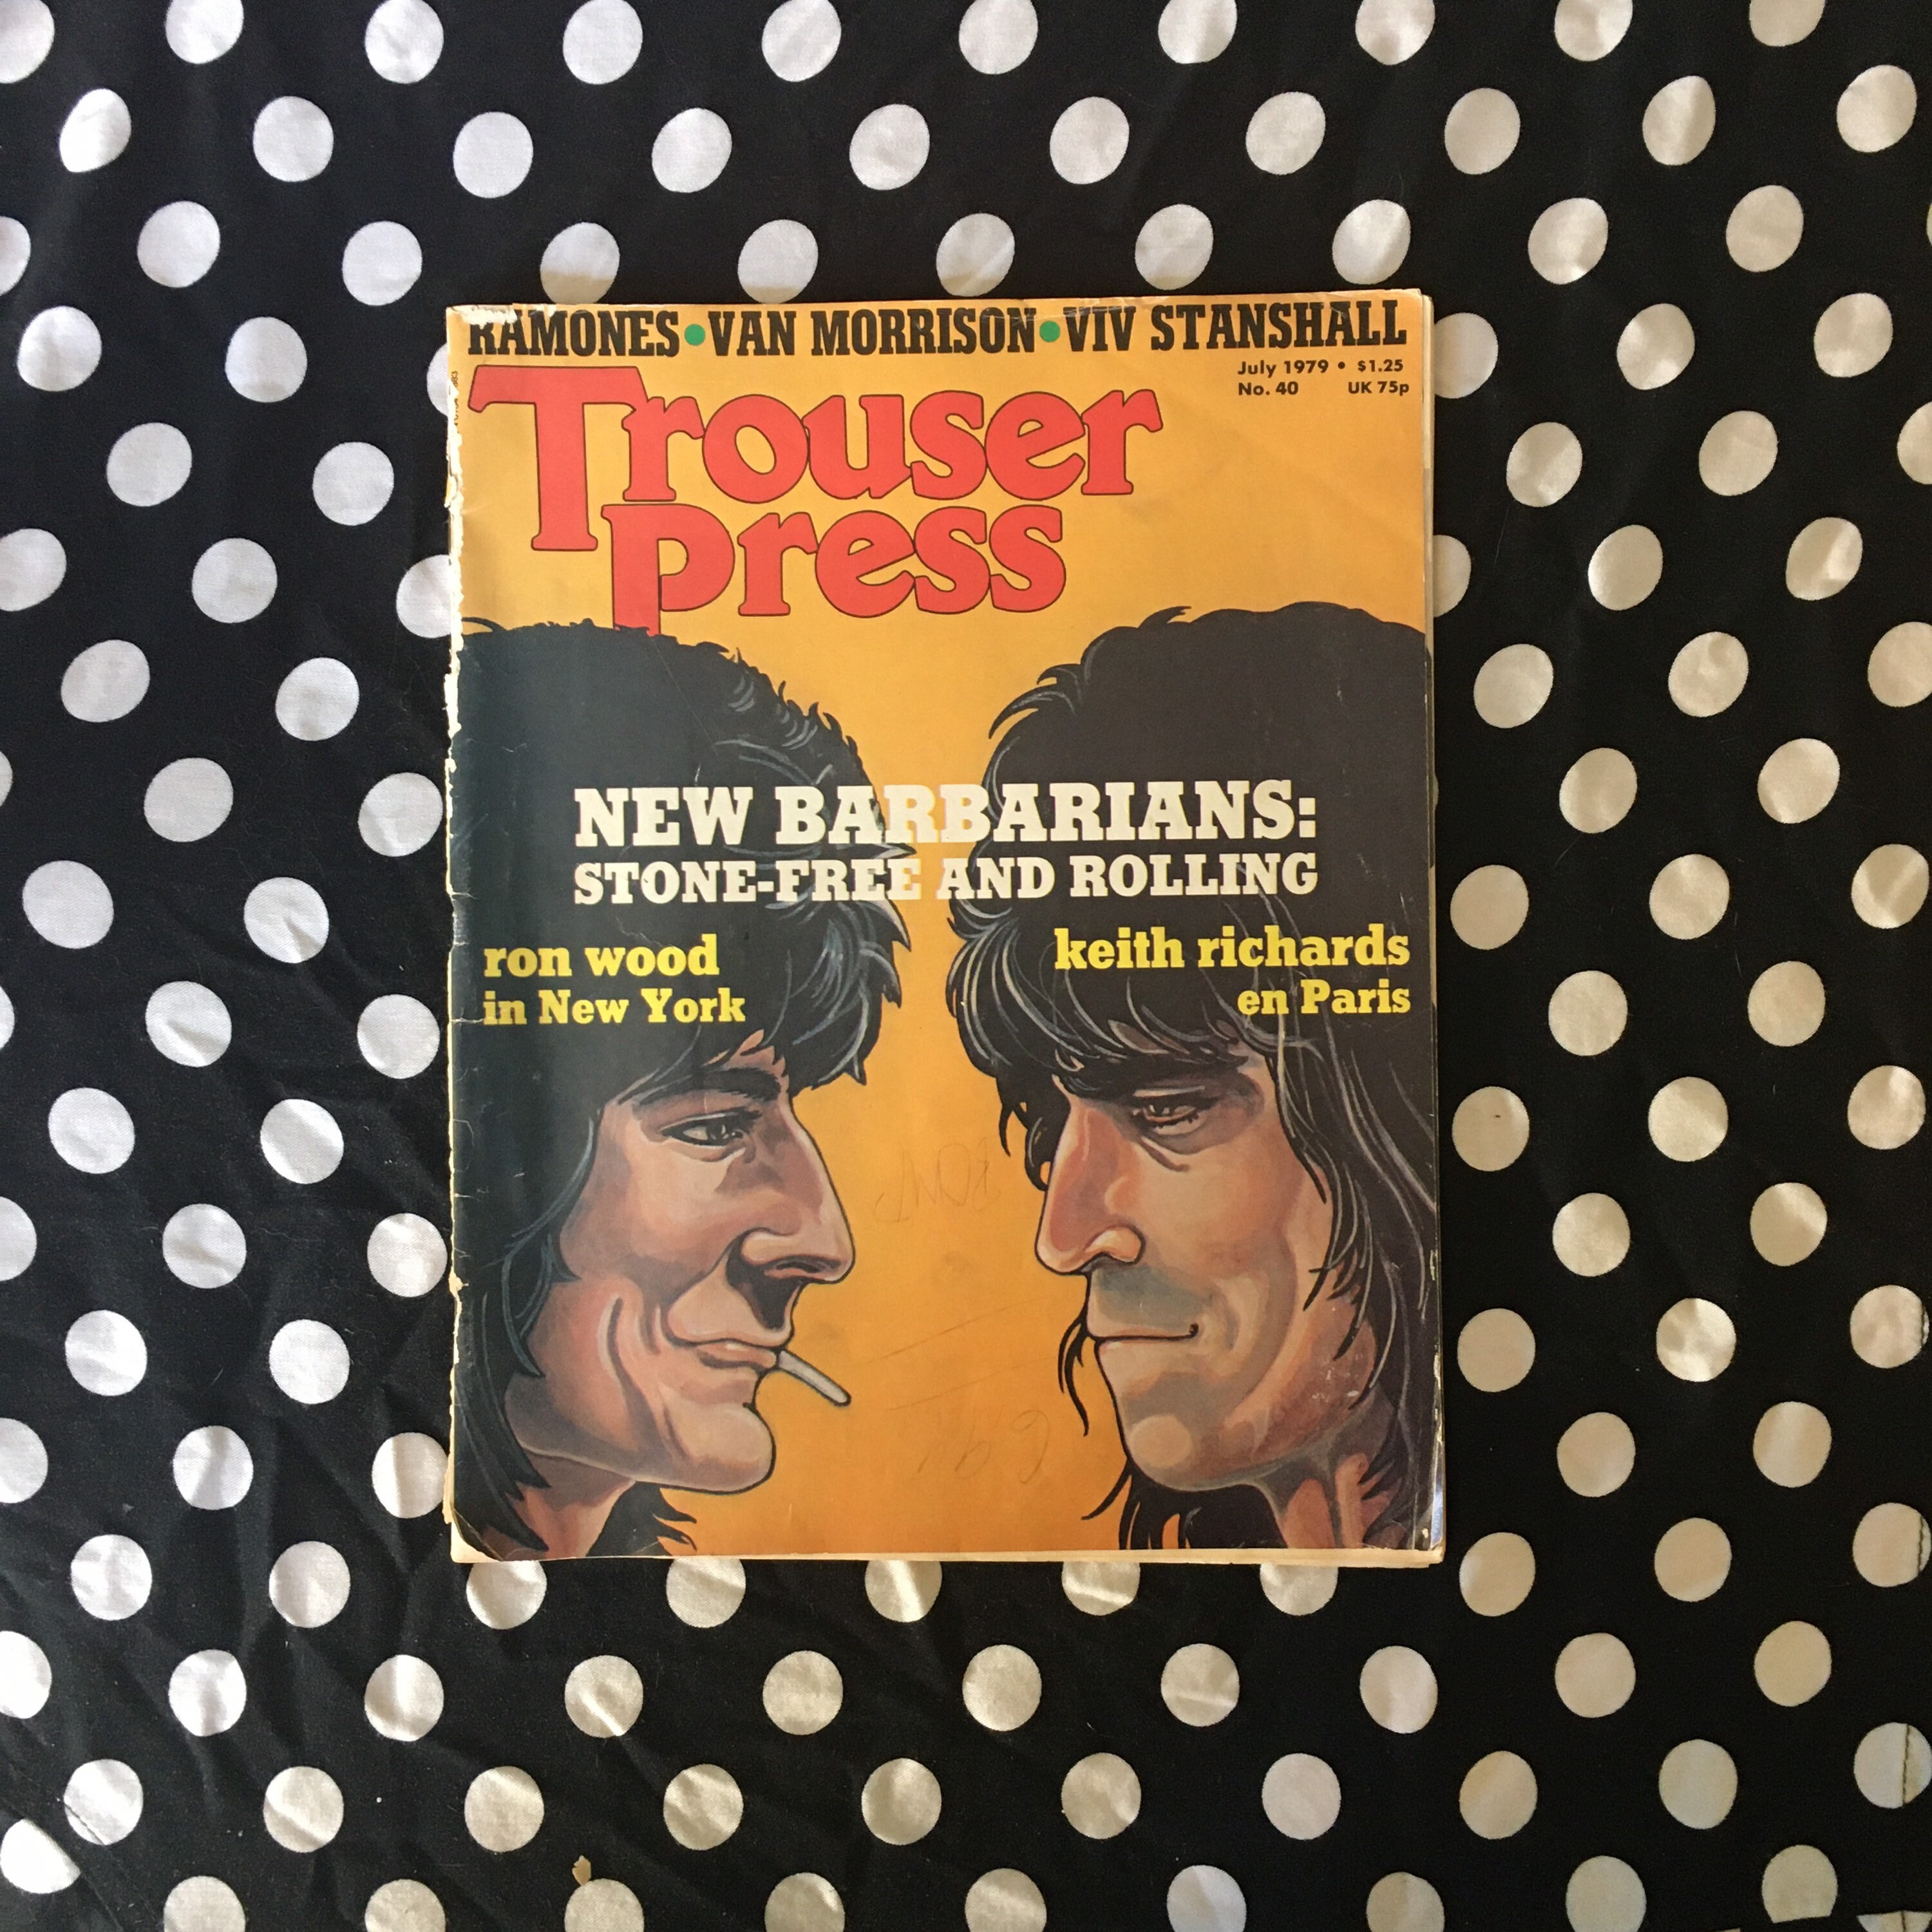 RAMONES•VAN MORRISON•VIV STANSHALL
July 1979 • $1.25
No. 40 UK 75p
Trouser
Press
NEW BARBARIANS:
STONE-FREE AND ROLLING
ron wood
in New York
keith richards
en Paris